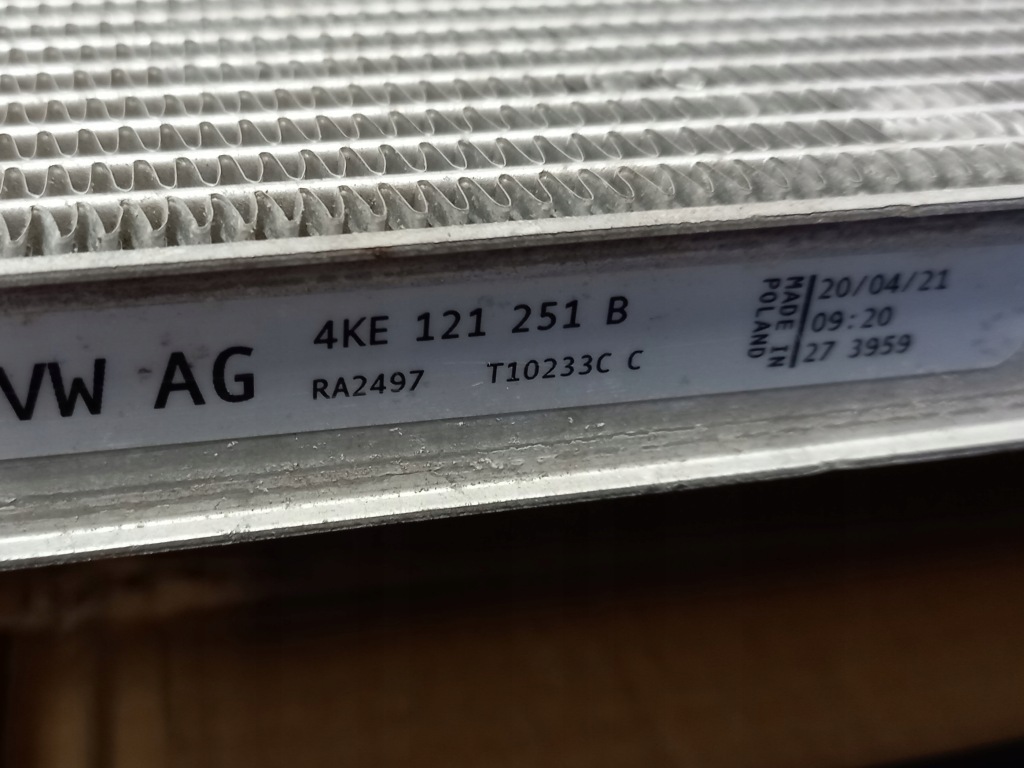 VW AG
4KE 121 251 B
RA2497 T10233C C
MADE IN
POLAND
20/04/21
09:20
27 3959